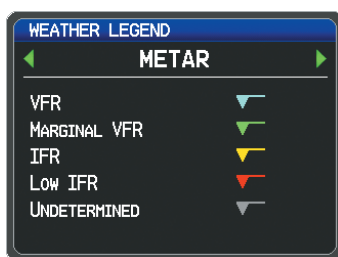 WEATHER LEGEND
METAR
VFR
MARGINAL VFR
IFR
LOW IFR
UNDETERMINED